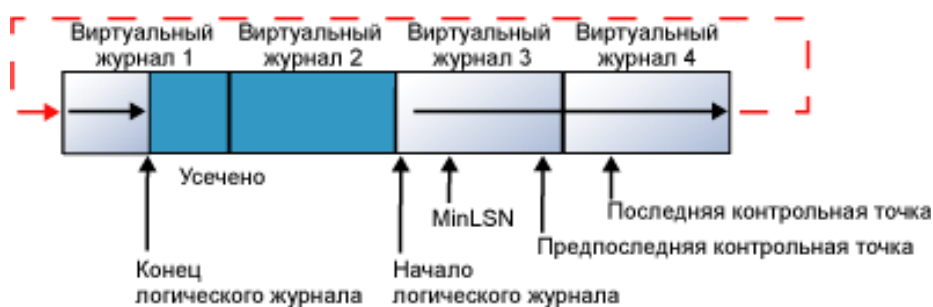 Виртуальный
журнал 1
Виртуальный
журнал 2
Виртуальный
журнал 3
Виртуальный
журнал 4
Усечено
MinLSN
Последняя контрольная точка
Предпоследняя контрольная точка
Конец
логического журнала
Начало
логического журнала